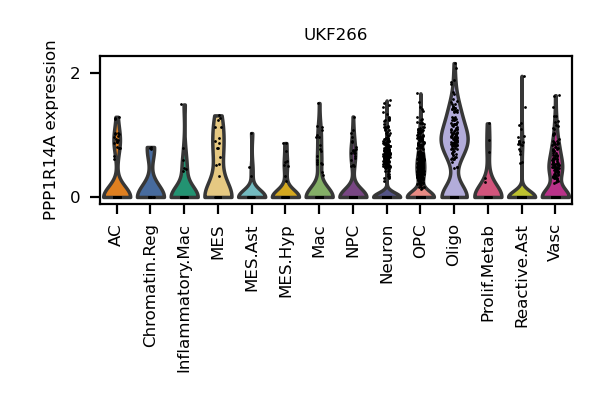 UKF266
PPP1R14A expression
2
0
AC
Chromatin.Reg
Inflammatory.Mac
MES
MES.Ast
MES.Hyp
Mac
NPC
Neuron
OPC
Oligo
Prolif.Metab
Reactive.Ast
Vasc